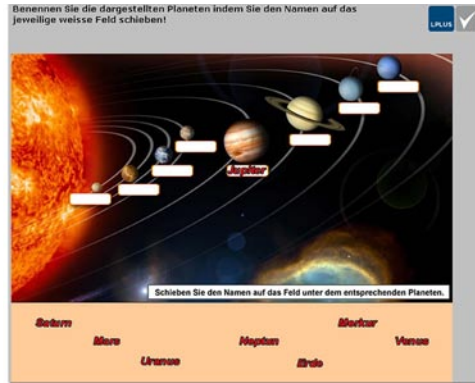 Benennen Sie die dargestellten Planeten indem Sie den Namen auf das
jeweilige weisse Feld schieben!
LPLUS
Jupiter
Schieben Sie den Namen auf das Feld unter dem entsprechenden Planeten.
Saturn
Merkur
Mars
Neptun
Venus
Uranus
Erde